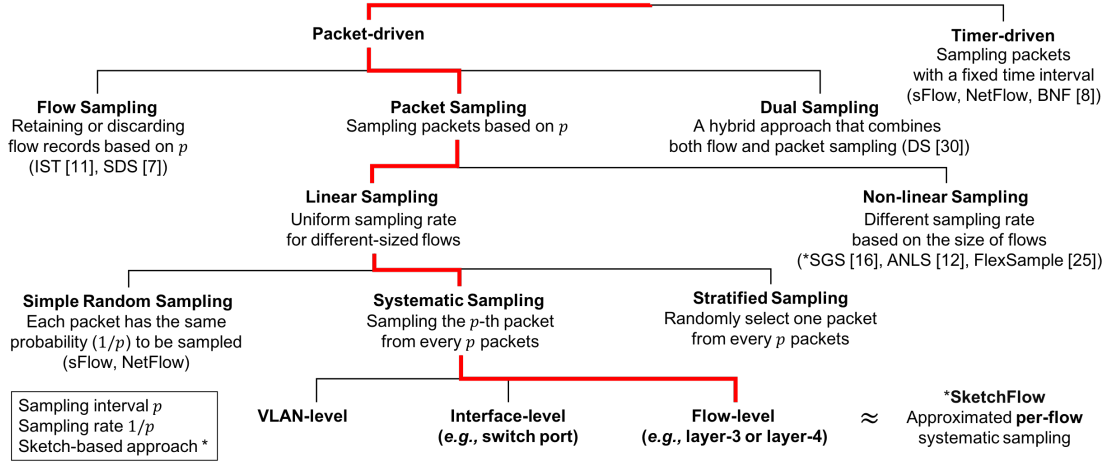 Packet-driven
Timer-driven
Sampling packets
with a fixed time interval
(sFlow, NetFlow, BNF [8])
Flow Sampling
Retaining or discarding
flow records based on p
(IST [11], SDS [7])
Packet Sampling
Sampling packets based on p
Dual Sampling
A hybrid approach that combines
both flow and packet sampling (DS [30])
Linear Sampling
Uniform sampling rate
for different-sized flows
Non-linear Sampling
Different sampling rate
based on the size of flows
(*SGS [16], ANLS [12], FlexSample [25])
Simple Random Sampling
Each packet has the same
probability (1/p) to be sampled
(sFlow, NetFlow)
Systematic Sampling
Sampling the p-th packet
from every p packets
Stratified Sampling
Randomly select one packet
from every p packets
Sampling interval p
Sampling rate 1/p
Sketch-based approach *
VLAN-level
Interface-level
(e.g., switch port)
Flow-level
(e.g., layer-3 or layer-4)
≈
*SketchFlow
Approximated per-flow
systematic sampling